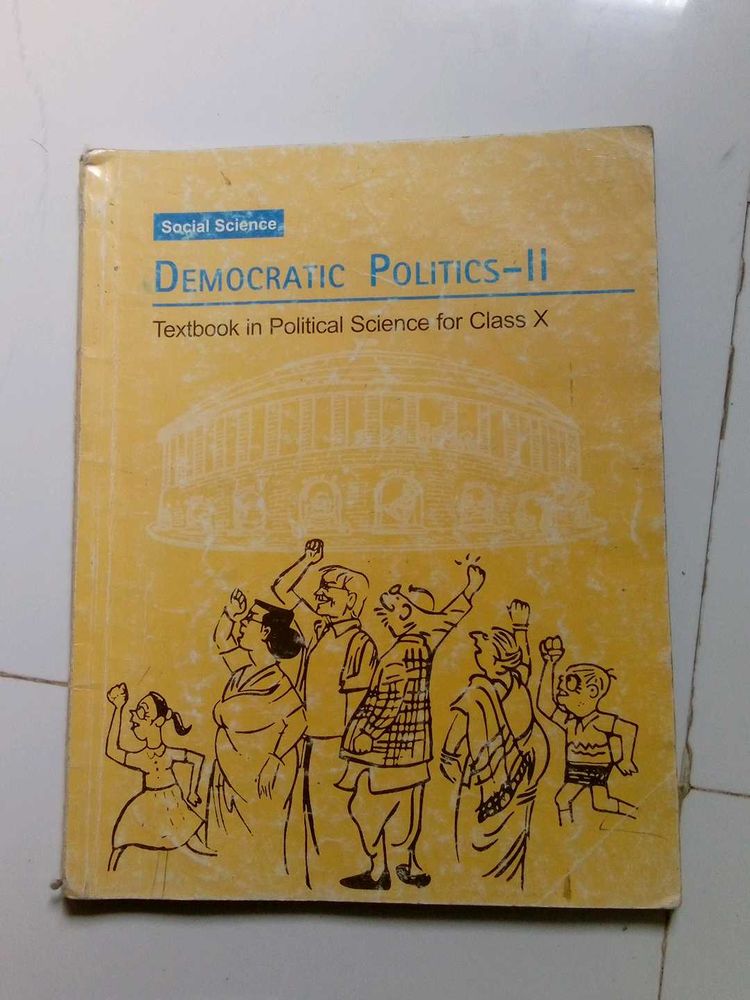 Social Science
DEMOCRATIC POLITICS–II
Textbook in Political Science for Class X